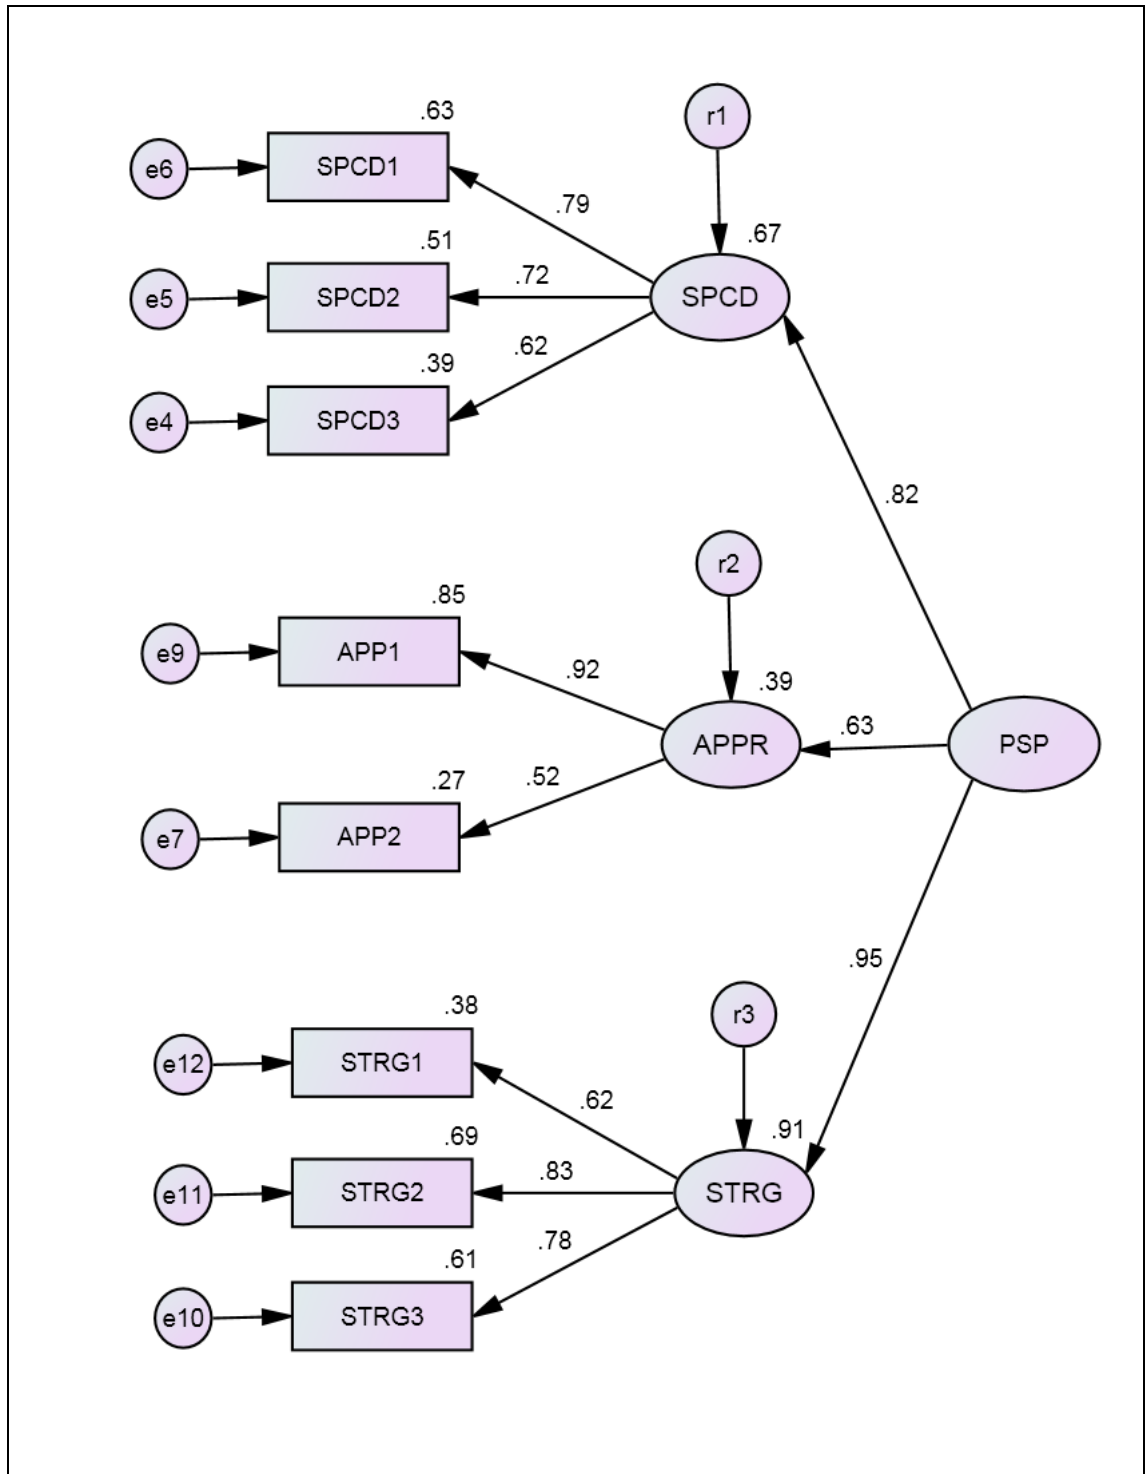 .63
r1
e6
SPCD1
.79
.51
.67
e5
SPCD2
.72
SPCD
.39
.62
e4
SPCD3
.82
r2
.85
e9
APP1
.92
.39
.63
APPR
PSP
.27
.52
e7
APP2
.95
.38
r3
e12
STRG1
.62
.69
.91
e11
STRG2
.83
STRG
.61
.78
e10
STRG3